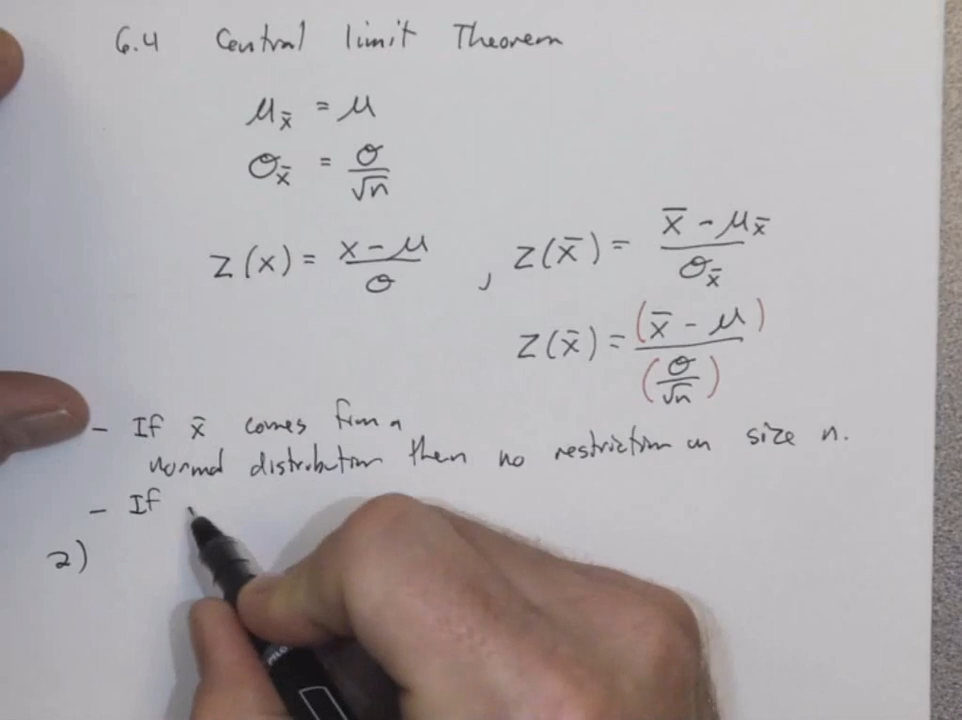 6.4 Central limit Theorem
μx̄ = μ
σx̄ = σ/√n
z(x) = x-μ/σ , z(x̄) = x̄-μx̄/σx̄
z(x̄) = (x̄-μ)/(σ/√n)
- If x̄ comes from a
normal distribution then no restriction on size n.
- If
2)
PILO